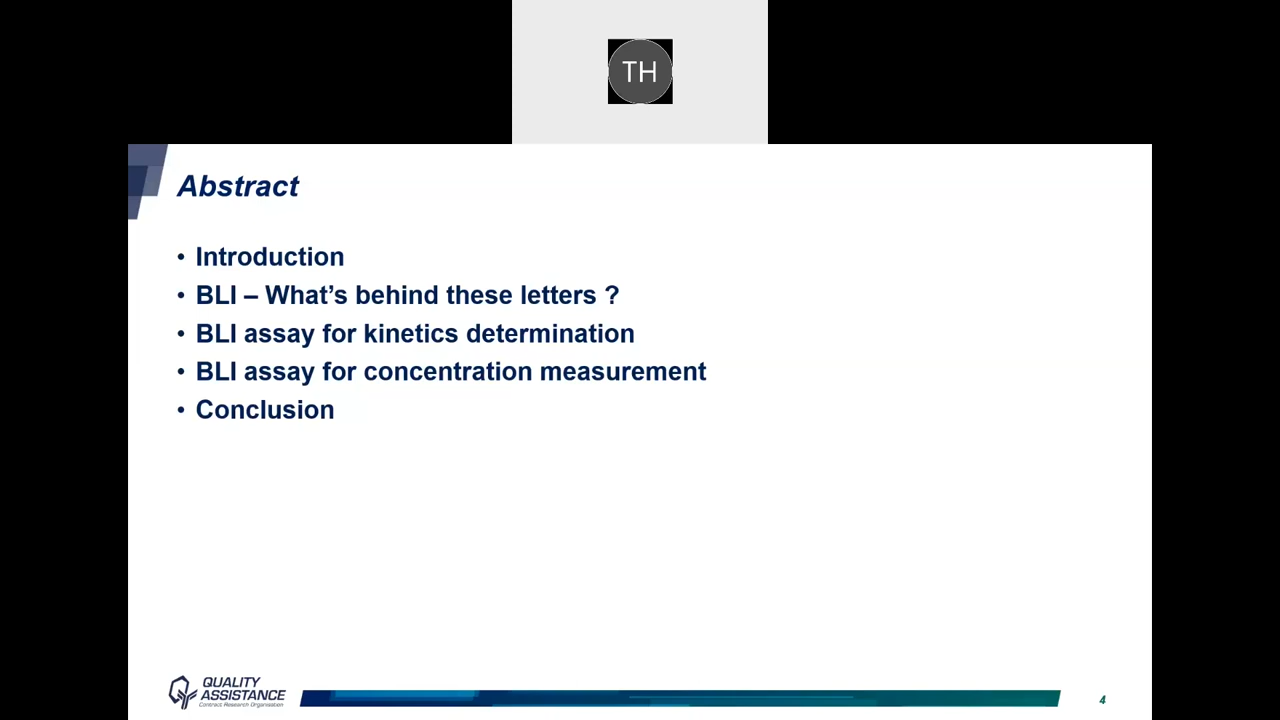 TH
Abstract
• Introduction
• BLI – What's behind these letters ?
• BLI assay for kinetics determination
• BLI assay for concentration measurement
• Conclusion
QUALITY
ASSISTANCE
Contract Research Organisation
4